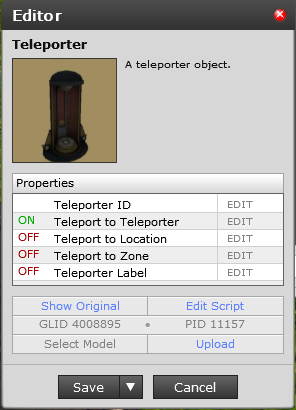 Editor
Teleporter
A teleporter object.
Properties
Teleporter ID EDIT
ON Teleport to Teleporter EDIT
OFF Teleport to Location EDIT
OFF Teleport to Zone EDIT
OFF Teleporter Label EDIT
Show Original Edit Script
GLID 4008895 • PID 11157
Select Model Upload
Save ▼ Cancel